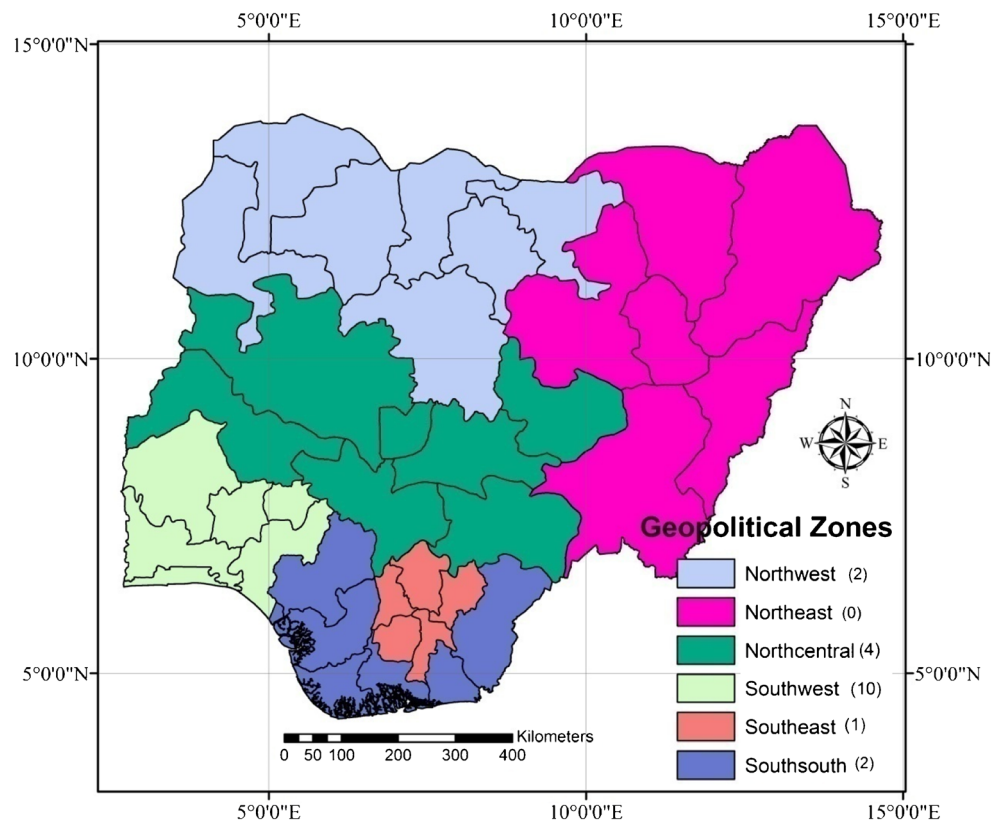 5°0'0"E 10°0'0"E 15°0'0"E
15°0'0"N
10°0'0"N 10°0'0"N
N
W E
S
Geopolitical Zones
Northwest (2)
Northeast (0)
Northcentral (4)
5°0'0"N 5°0'0"N
Southwest (10)
Southeast (1)
Kilometers
0 50 100 200 300 400
Southsouth (2)
5°0'0"E 10°0'0"E 15°0'0"E